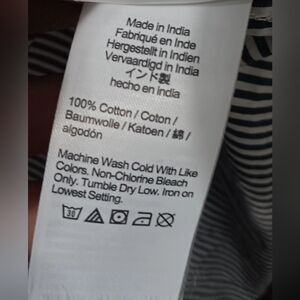 Made in India
Fabriqué en Inde
Hergestellt in Indien
Vervaardigd in India
インド製
hecho en india
100% Cotton / Coton /
Baumwolle / Katoen / 綿 /
algodón
Machine Wash Cold With Like
Colors. Non-Chlorine Bleach
Only. Tumble Dry Low. Iron on
Lowest Setting.
30